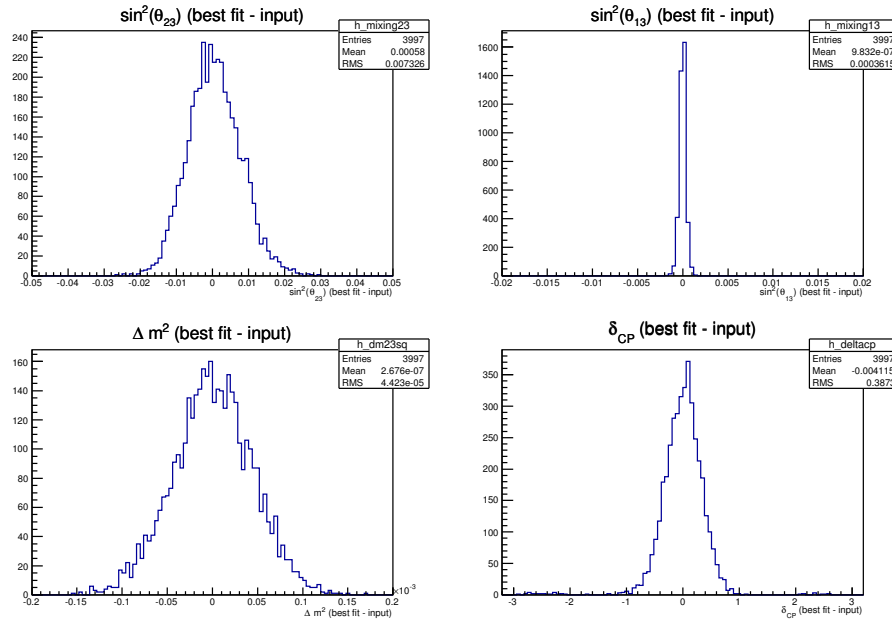 sin²(θ₂₃) (best fit - input)
h_mixing23
Entries 3997
Mean 0.00058
RMS 0.007326
240
220
200
180
160
140
120
100
80
60
40
20
0
-0.05 -0.04 -0.03 -0.02 -0.01 0 0.01 0.02 0.03 0.04 0.05
sin²(θ₂₃) (best fit - input)
sin²(θ₁₃) (best fit - input)
h_mixing13
Entries 3997
Mean 9.832e-07
RMS 0.0003615
1600
1400
1200
1000
800
600
400
200
0
-0.02 -0.015 -0.01 -0.005 0 0.005 0.01 0.015 0.02
sin²(θ₁₃) (best fit - input)
Δ m² (best fit - input)
h_dm23sq
Entries 3997
Mean 2.676e-07
RMS 4.423e-05
160
140
120
100
80
60
40
20
0
-0.2 -0.15 -0.1 -0.05 0 0.05 0.1 0.15 0.2
×10⁻³
Δ m² (best fit - input)
δCP (best fit - input)
h_deltacp
Entries 3997
Mean -0.004115
RMS 0.3873
350
300
250
200
150
100
50
0
-3 -2 -1 0 1 2 3
δCP (best fit - input)